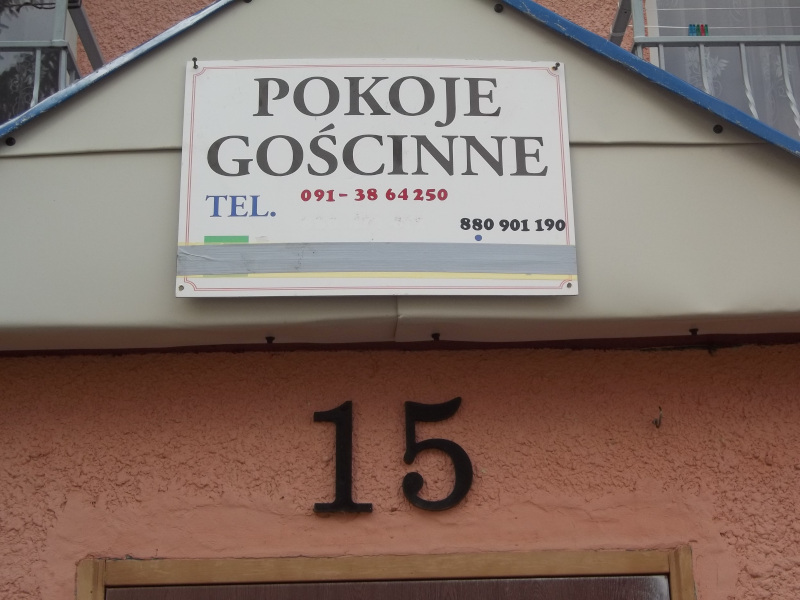 POKOJE
GOŚCINNE
TEL. 091-38 64 250
880 901 190
15